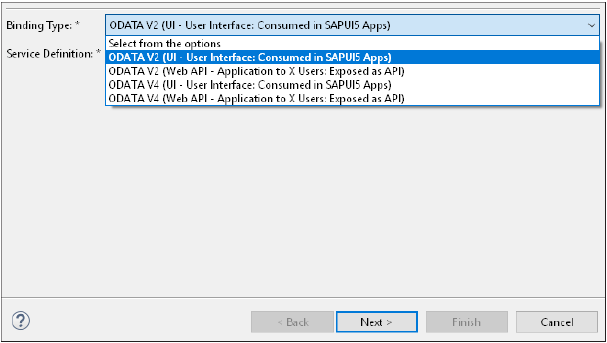 Binding Type: * ODATA V2 (UI - User Interface: Consumed in SAPUI5 Apps)
Select from the options
Service Definition: * ODATA V2 (UI - User Interface: Consumed in SAPUI5 Apps)
ODATA V2 (Web API - Application to X Users: Exposed as API)
ODATA V4 (UI - User Interface: Consumed in SAPUI5 Apps)
ODATA V4 (Web API - Application to X Users: Exposed as API)
? < Back Next > Finish Cancel